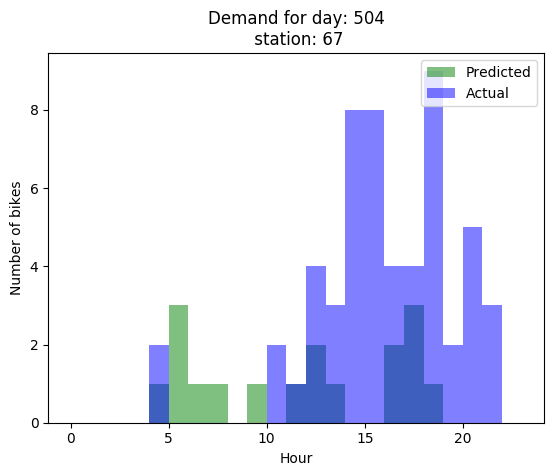 Demand for day: 504
station: 67
Predicted
Actual
Number of bikes
8
6
4
2
0
0
5
10
15
20
Hour